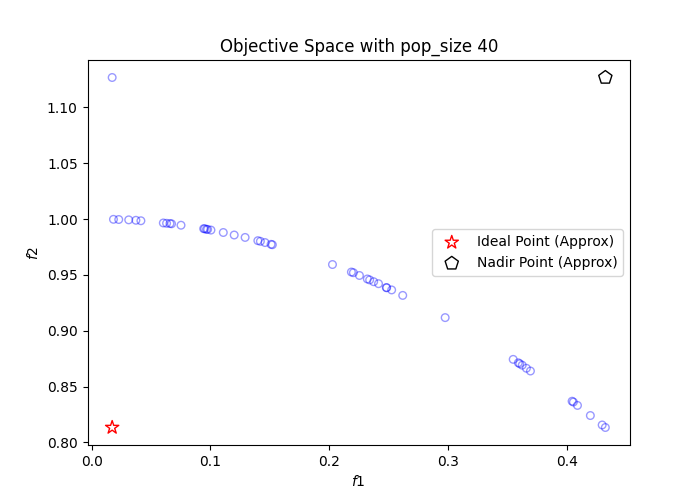 Objective Space with pop_size 40
1.10
1.05
1.00
0.95
0.90
0.85
0.80
f2
Ideal Point (Approx)
Nadir Point (Approx)
0.0 0.1 0.2 0.3 0.4
f1